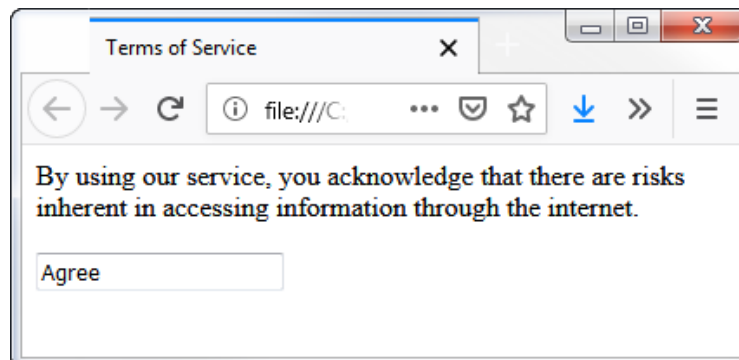 Terms of Service
file:///C:
By using our service, you acknowledge that there are risks
inherent in accessing information through the internet.
Agree